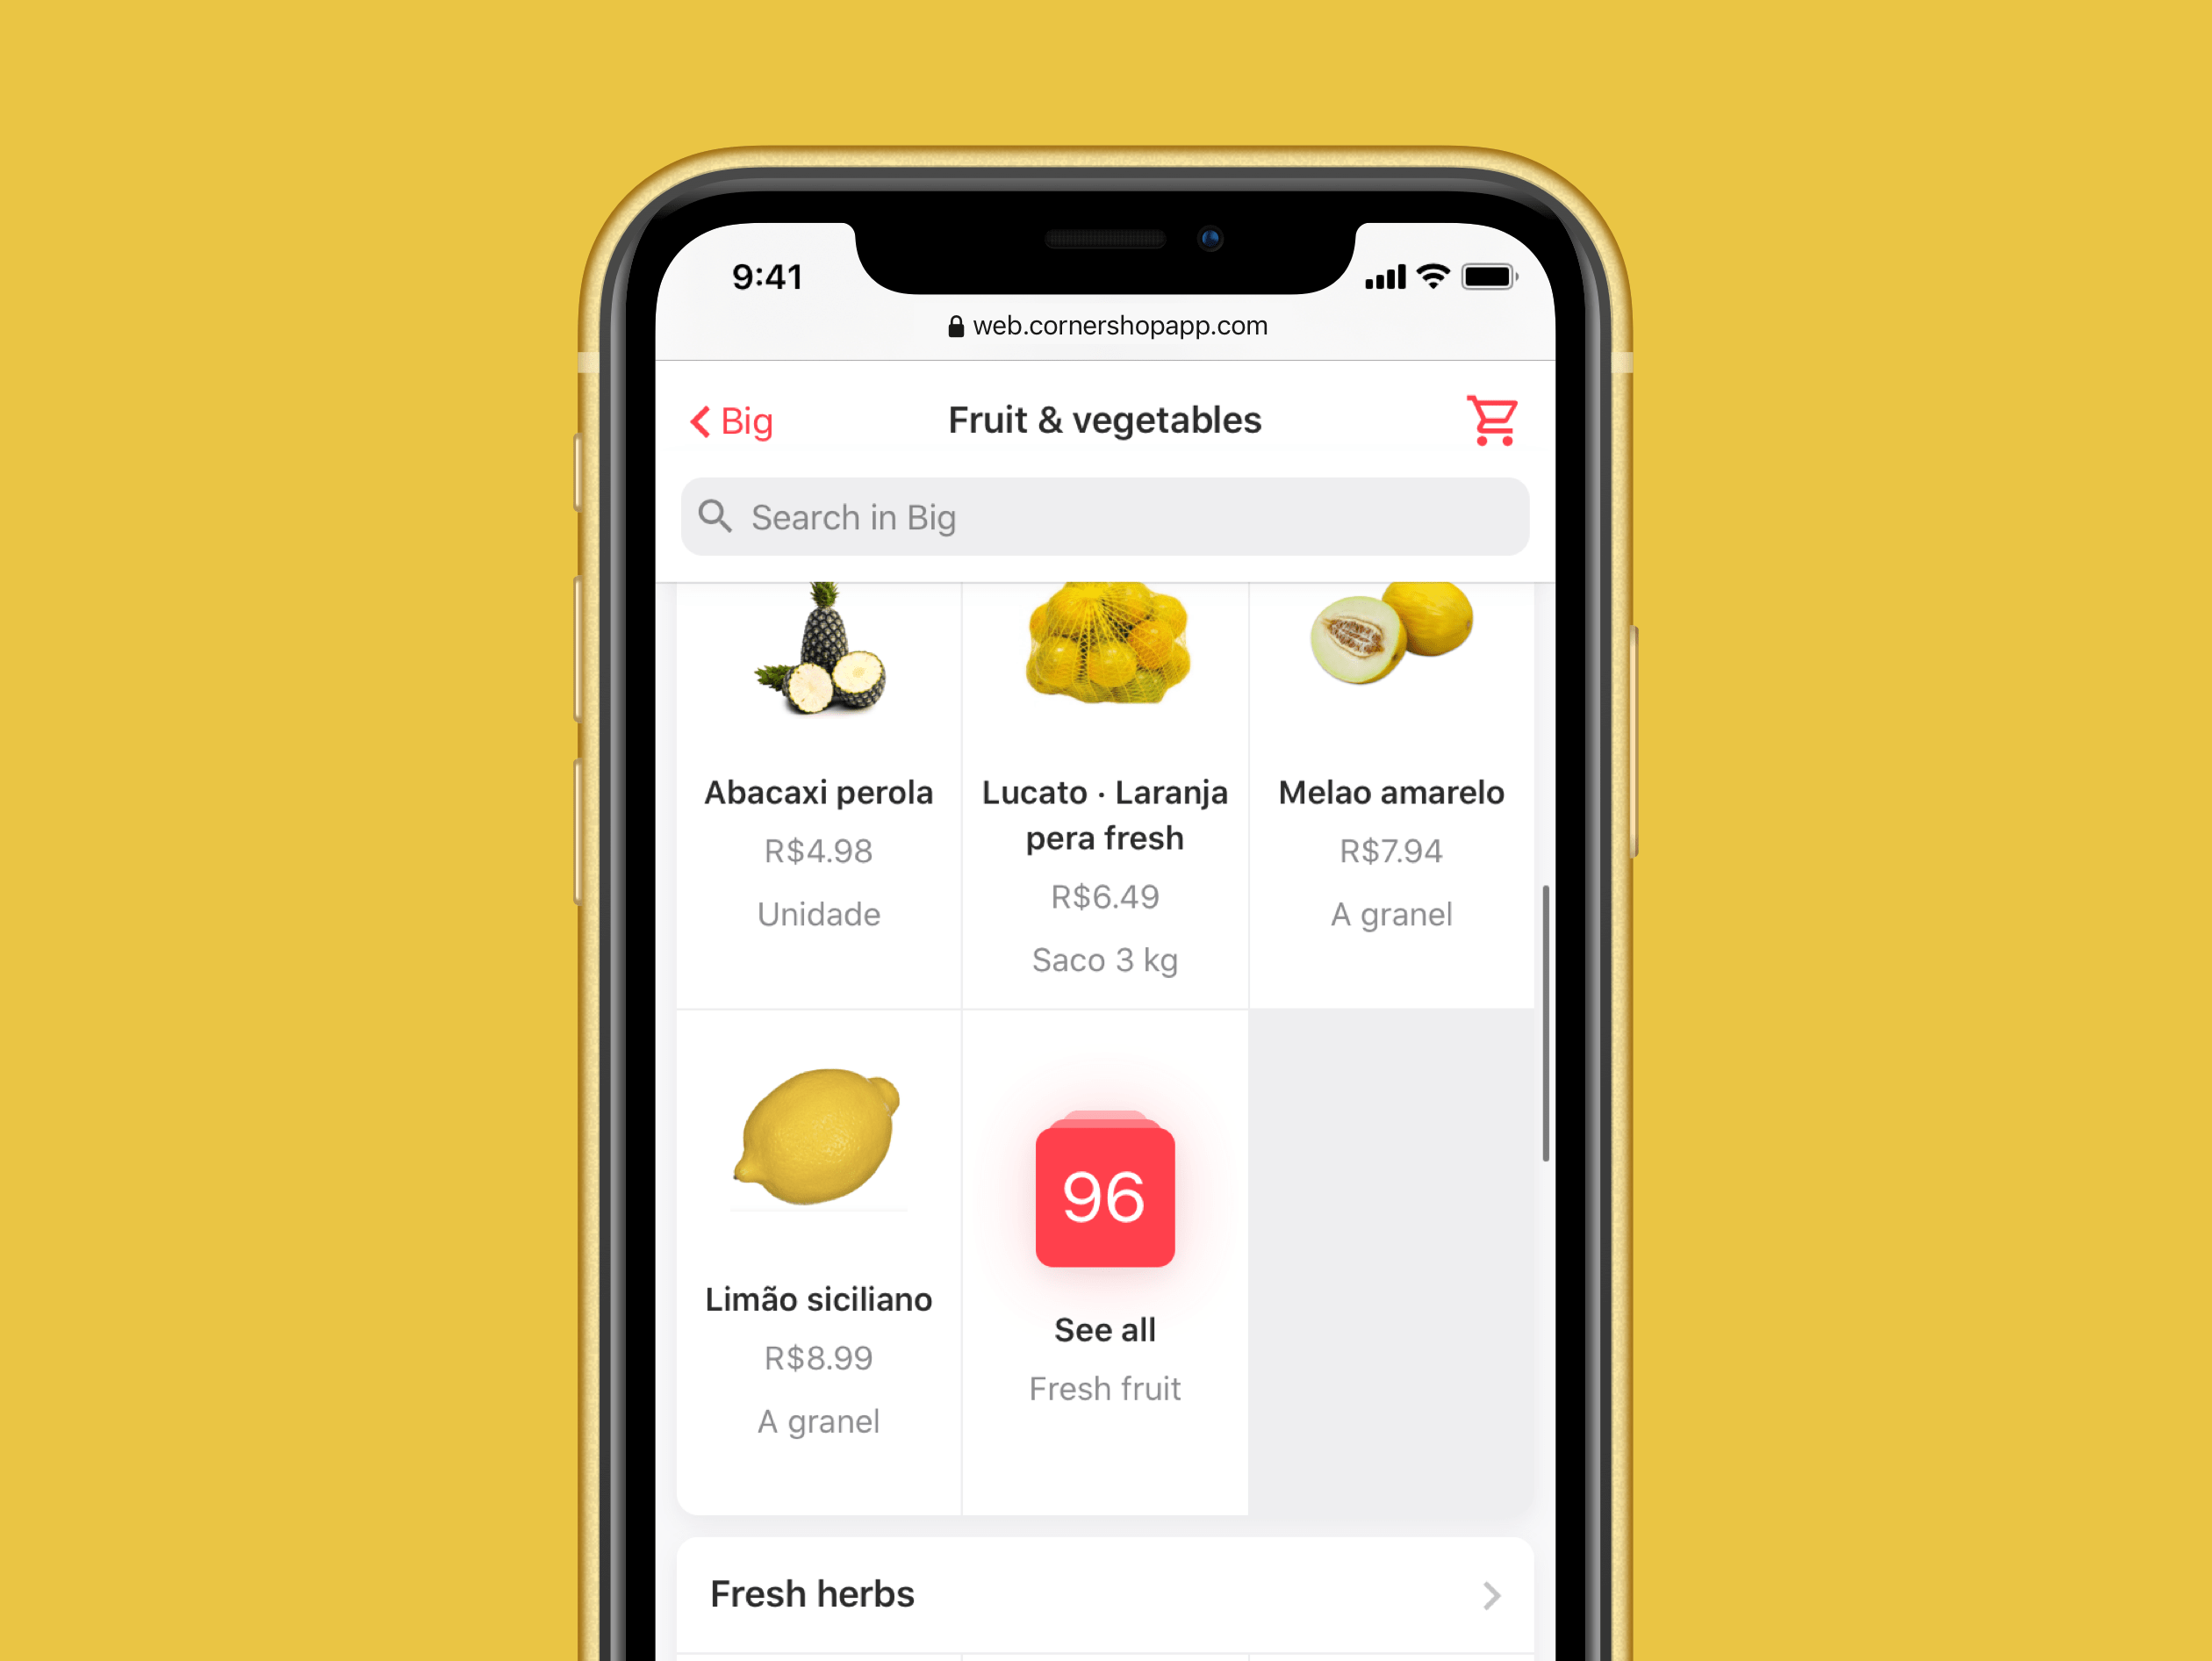 9:41
web.cornershopapp.com
Big
Fruit & vegetables
Search in Big
Abacaxi perola
R$4.98
Unidade
Lucato · Laranja
pera fresh
R$6.49
Saco 3 kg
Melao amarelo
R$7.94
A granel
Limão siciliano
R$8.99
A granel
96
See all
Fresh fruit
Fresh herbs